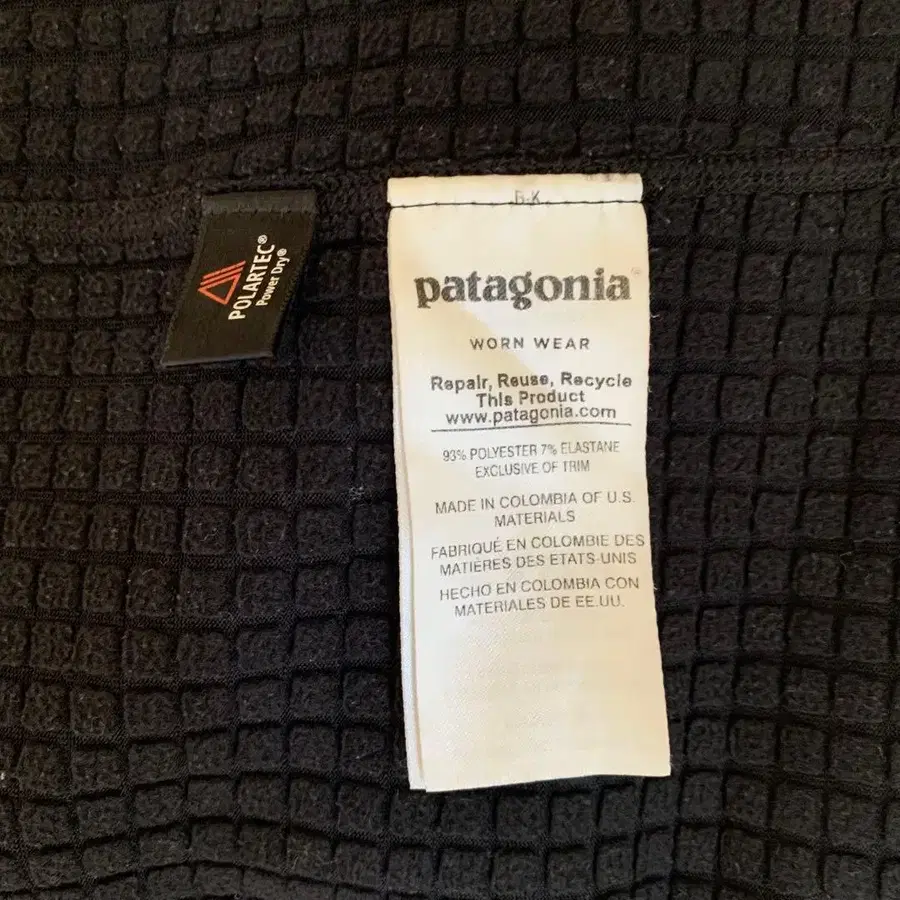 POLARTEC®
Power Dry®
patagonia
WORN WEAR
Repair, Reuse, Recycle
This Product
www.patagonia.com
93% POLYESTER 7% ELASTANE
EXCLUSIVE OF TRIM
MADE IN COLOMBIA OF U.S.
MATERIALS
FABRIQUÉ EN COLOMBIE DES
MATIÈRES DES ETATS-UNIS
HECHO EN COLOMBIA CON
MATERIALES DE EE.UU.